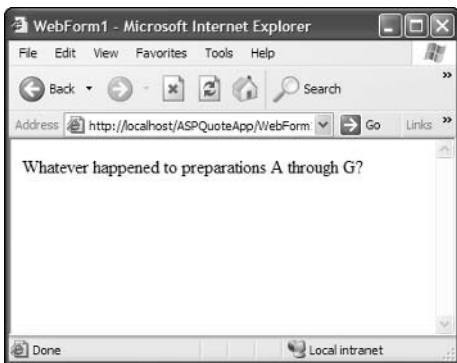 WebForm1 - Microsoft Internet Explorer
File Edit View Favorites Tools Help
Back Search »
Address http://localhost/ASPQuoteApp/WebForm Go Links »
Whatever happened to preparations A through G?
Done Local intranet